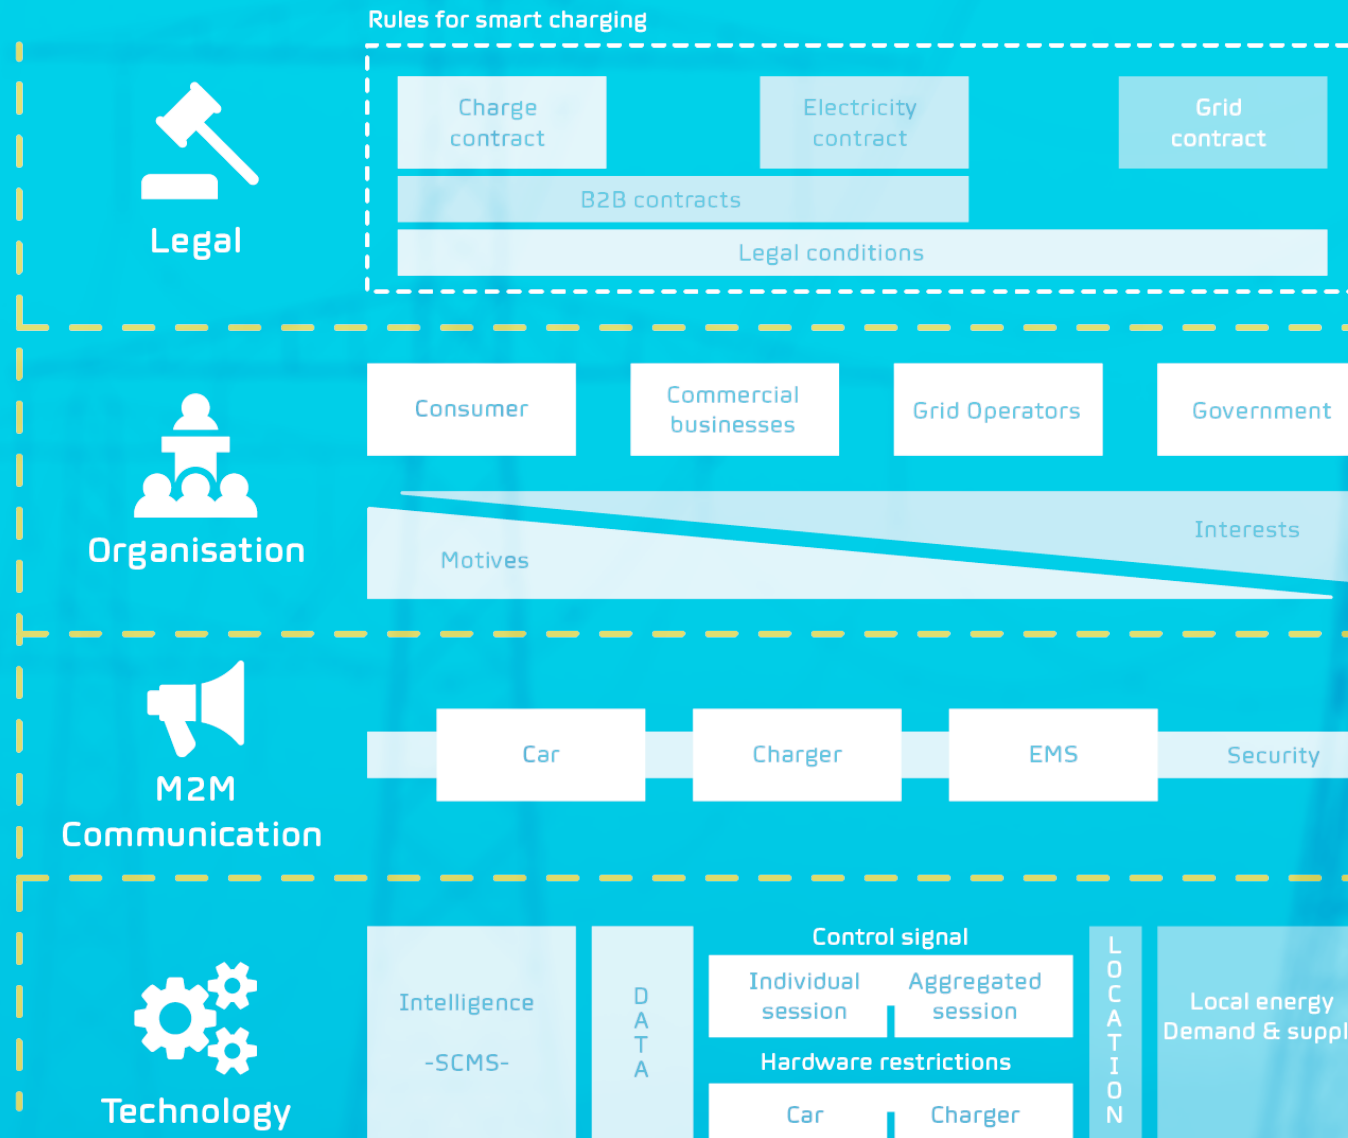 Rules for smart charging
Charge
contract
Electricity
contract
Grid
contract
B2B contracts
Legal conditions
Legal
Consumer
Commercial
businesses
Grid Operators
Government
Interests
Motives
Organisation
Car
Charger
EMS
Security
M2M
Communication
Intelligence
-SCMS-
DATA
Control signal
Individual
session
Aggregated
session
Hardware restrictions
Car
Charger
LOCATION
Local energy
Demand & suppl
Technology